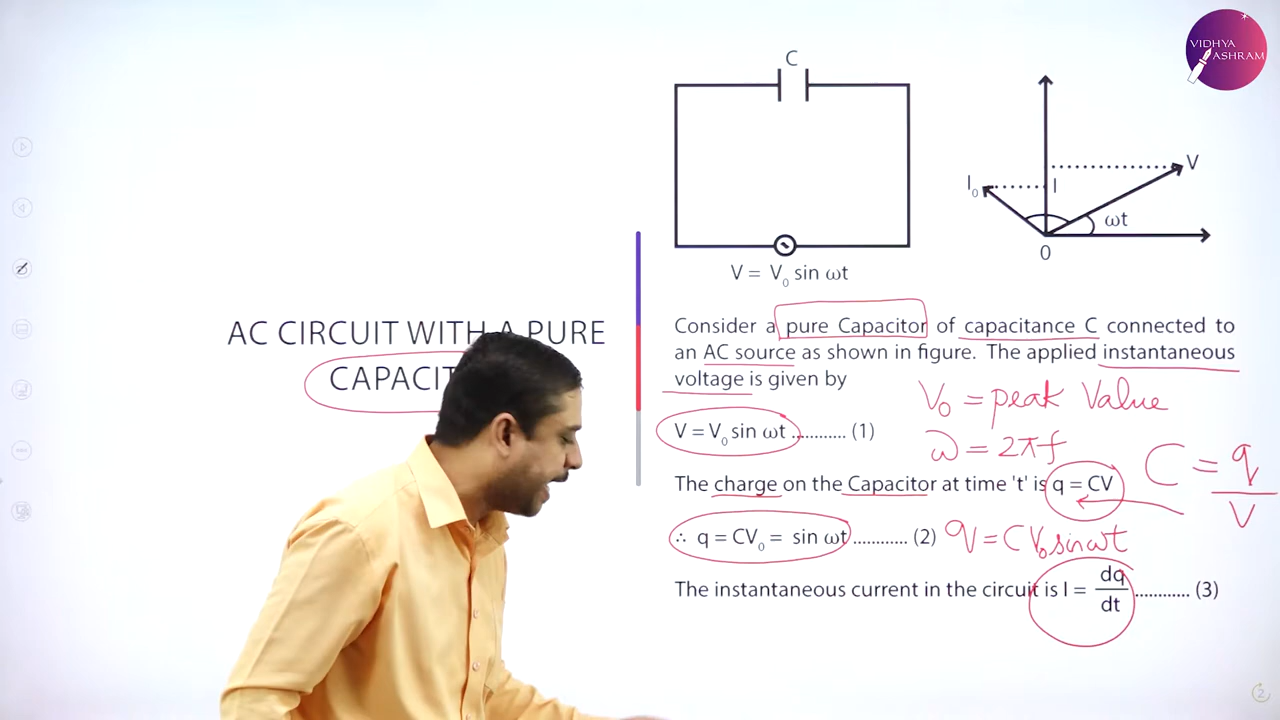 VIDHYA
ASHRAM
C
V
I₀
I
ωt
0
V = V₀ sin ωt
AC CIRCUIT WITH A PURE
CAPACIT
Consider a pure Capacitor of capacitance C connected to
an AC source as shown in figure. The applied instantaneous
voltage is given by
V₀ = peak Value
V = V₀ sin ωt ........... (1)
ω = 2πf
C = q/V
The charge on the Capacitor at time 't' is q = CV
∴ q = CV₀ = sin ωt ........... (2) q = C V₀ sin ωt
The instantaneous current in the circuit is I = dq/dt ............ (3)
2